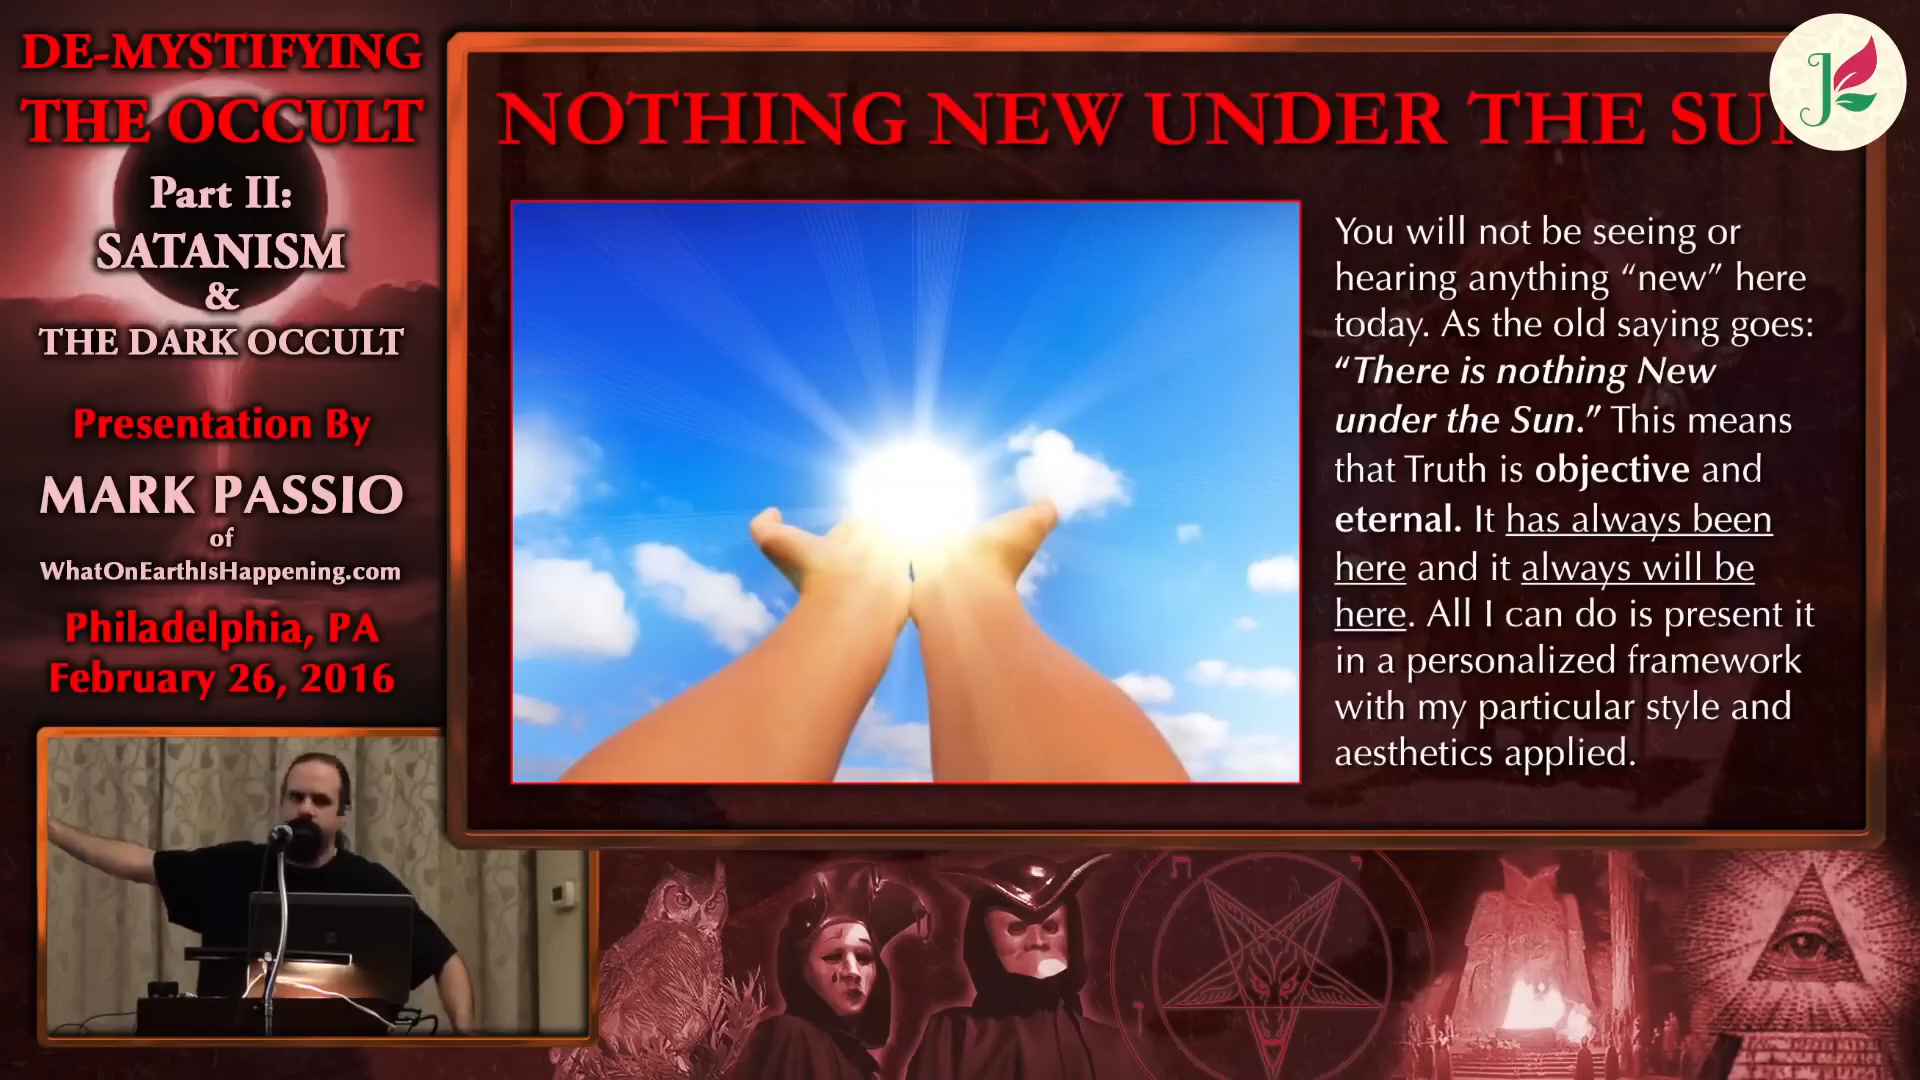 DE-MYSTIFYING
THE OCCULT
Part II:
SATANISM
&
THE DARK OCCULT
Presentation By
MARK PASSIO
of
WhatOnEarthIsHappening.com
Philadelphia, PA
February 26, 2016
NOTHING NEW UNDER THE SU
You will not be seeing or
hearing anything “new” here
today. As the old saying goes:
“There is nothing New
under the Sun.” This means
that Truth is objective and
eternal. It has always been
here and it always will be
here. All I can do is present it
in a personalized framework
with my particular style and
aesthetics applied.